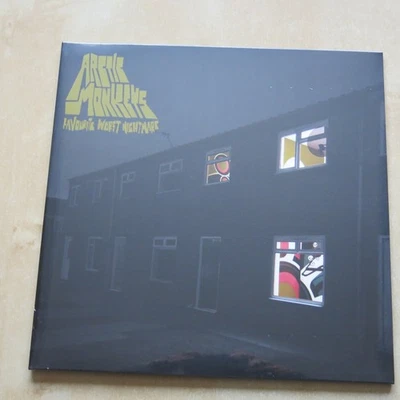 ARCTIC
MONKEYS
FAVOURITE WORST NIGHTMARE